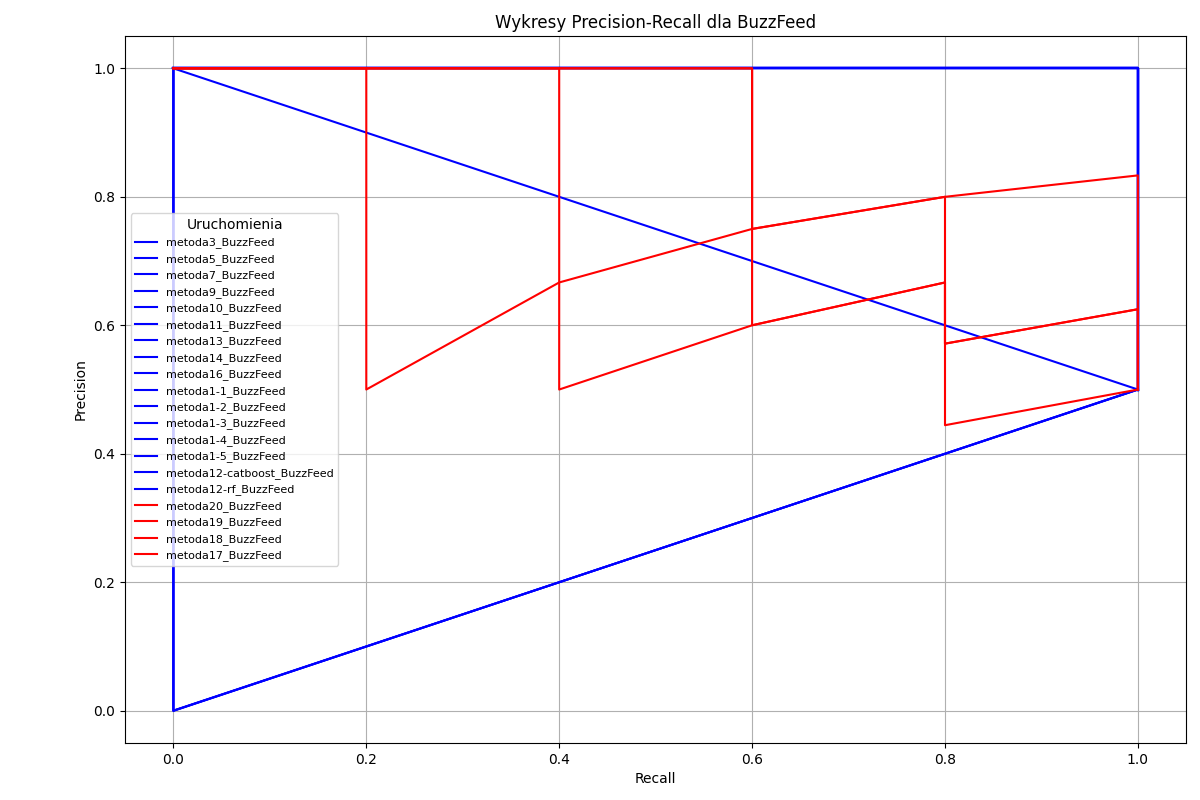 Wykresy Precision-Recall dla BuzzFeed
Precision
1.0
0.8
0.6
0.4
0.2
0.0
Uruchomienia
metoda3_BuzzFeed
metoda5_BuzzFeed
metoda7_BuzzFeed
metoda9_BuzzFeed
metoda10_BuzzFeed
metoda11_BuzzFeed
metoda13_BuzzFeed
metoda14_BuzzFeed
metoda16_BuzzFeed
metoda1-1_BuzzFeed
metoda1-2_BuzzFeed
metoda1-3_BuzzFeed
metoda1-4_BuzzFeed
metoda1-5_BuzzFeed
metoda12-catboost_BuzzFeed
metoda12-rf_BuzzFeed
metoda20_BuzzFeed
metoda19_BuzzFeed
metoda18_BuzzFeed
metoda17_BuzzFeed
0.0 0.2 0.4 0.6 0.8 1.0
Recall